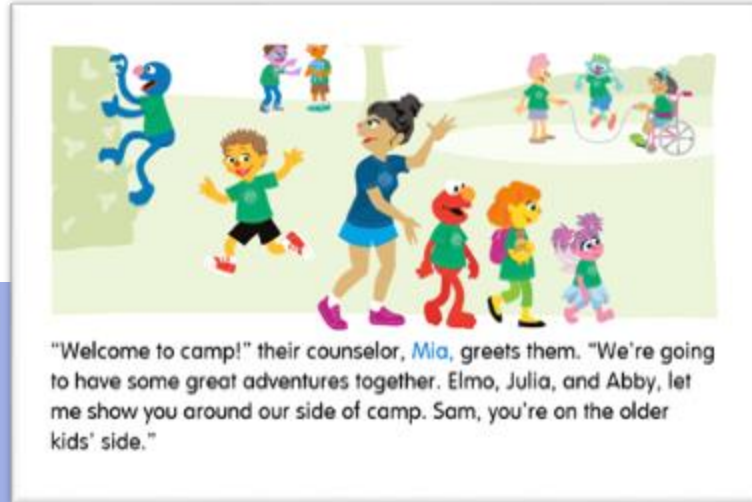 “Welcome to camp!” their counselor, Mia, greets them. “We’re going
to have some great adventures together. Elmo, Julia, and Abby, let
me show you around our side of camp. Sam, you’re on the older
kids’ side.”